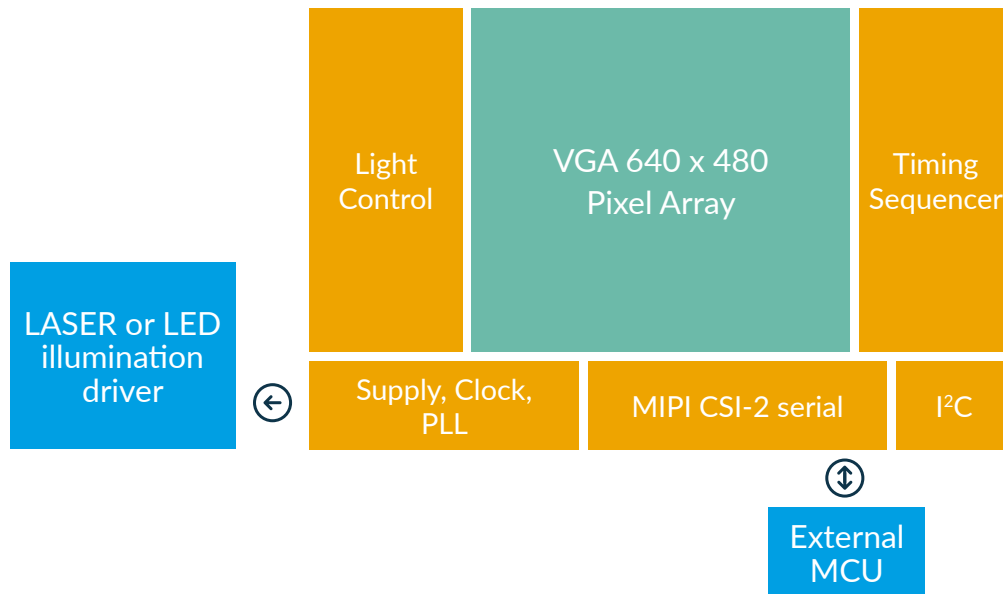 Light
Control
VGA 640 x 480
Pixel Array
Timing
Sequencer
LASER or LED
illumination
driver
Supply, Clock,
PLL
MIPI CSI-2 serial
I²C
External
MCU